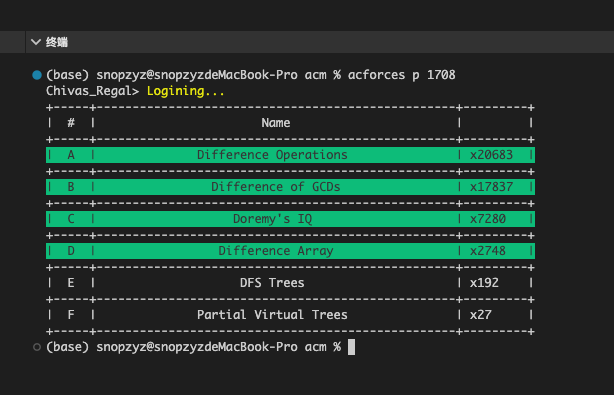 终端
(base) snopzyz@snopzyzdeMacBook-Pro acm % acforces p 1708
Chivas_Regal> Logining...
+-----+------------------------------------------------+---------+
|  #  |                      Name                      |         |
+-----+------------------------------------------------+---------+
|  A  |             Difference Operations              | x20683  |
+-----+------------------------------------------------+---------+
|  B  |               Difference of GCDs               | x17837  |
+-----+------------------------------------------------+---------+
|  C  |                  Doremy's IQ                   | x7280   |
+-----+------------------------------------------------+---------+
|  D  |                Difference Array                | x2748   |
+-----+------------------------------------------------+---------+
|  E  |                   DFS Trees                    | x192    |
+-----+------------------------------------------------+---------+
|  F  |             Partial Virtual Trees              | x27     |
+-----+------------------------------------------------+---------+
(base) snopzyz@snopzyzdeMacBook-Pro acm %